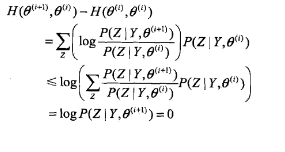 H(θ^{(i+1)},θ^{(i)})−H(θ^{(i)},θ^{(i)})
=∑_Z (log P(Z|Y,θ^{(i+1)})/P(Z|Y,θ^{(i)})) P(Z|Y,θ^{(i)})
≤log(∑_Z P(Z|Y,θ^{(i+1)})/P(Z|Y,θ^{(i)}) P(Z|Y,θ^{(i)}))
=log P(Z|Y,θ^{(i+1)})=0